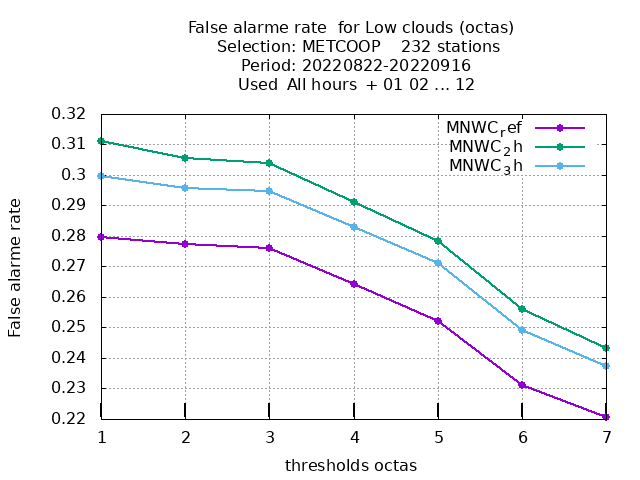 False alarme rate  for Low clouds (octas)
Selection: METCOOP    232 stations
Period: 20220822-20220916
Used  All hours  + 01 02 ... 12
MNWC_ref
MNWC_2h
MNWC_3h
0.32
0.31
0.3
0.29
0.28
0.27
0.26
0.25
0.24
0.23
0.22
False alarme rate
1 2 3 4 5 6 7
thresholds octas